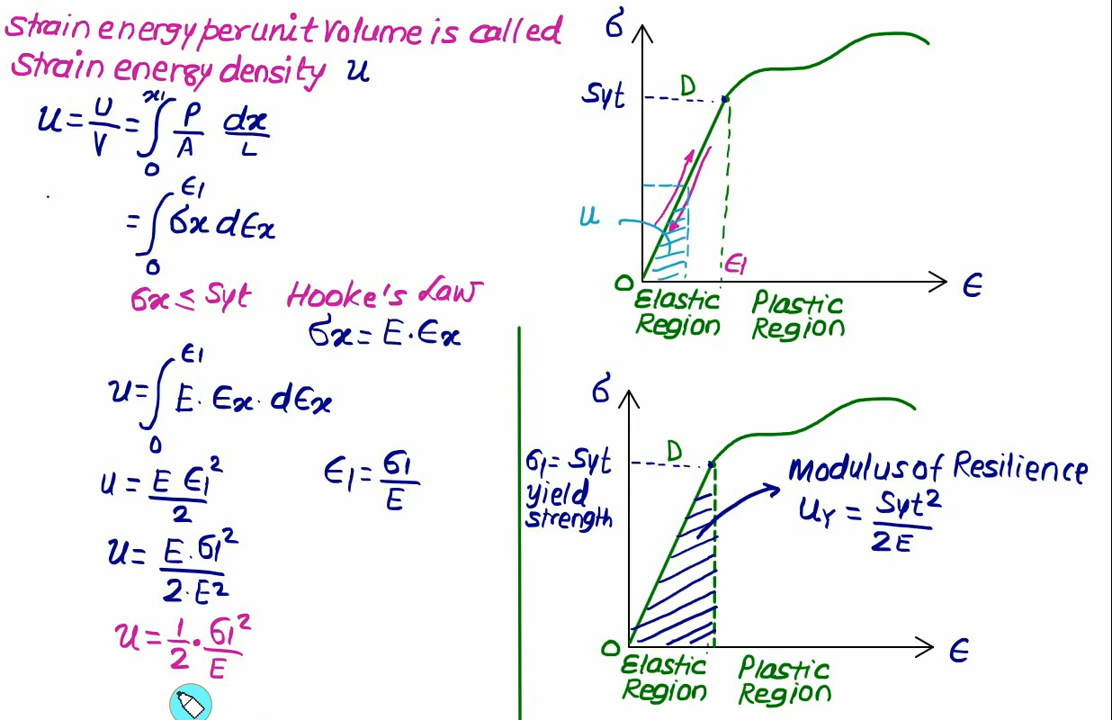 Strain energy per unit Volume is called
Strain energy density u
u = U/V = ∫₀^x₁ P/A dx/L
= ∫₀^ϵ₁ σx dϵx
σx ≤ Syt Hooke's Law
σx = E·ϵx
u = ∫₀^ϵ₁ E· ϵx· dϵx
u = E ϵ₁²/2 ϵ₁ = σ₁/E
u = E·σ₁²/2·E²
u = 1/2 · σ₁²/E
σ
Syt D
u
ϵ₁
O ϵ
Elastic Plastic
Region Region
σ
σ₁ = Syt D
yield
strength
Modulus of Resilience
uᵧ = Syt²/2E
O ϵ
Elastic Plastic
Region Region